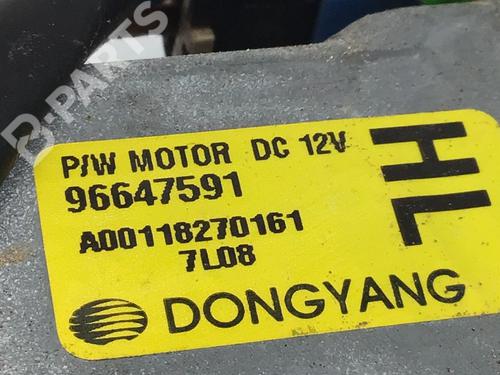 B-PARTS
P/W MOTOR DC 12V
96647591
A00118270161
7L08
HL
DONGYANG